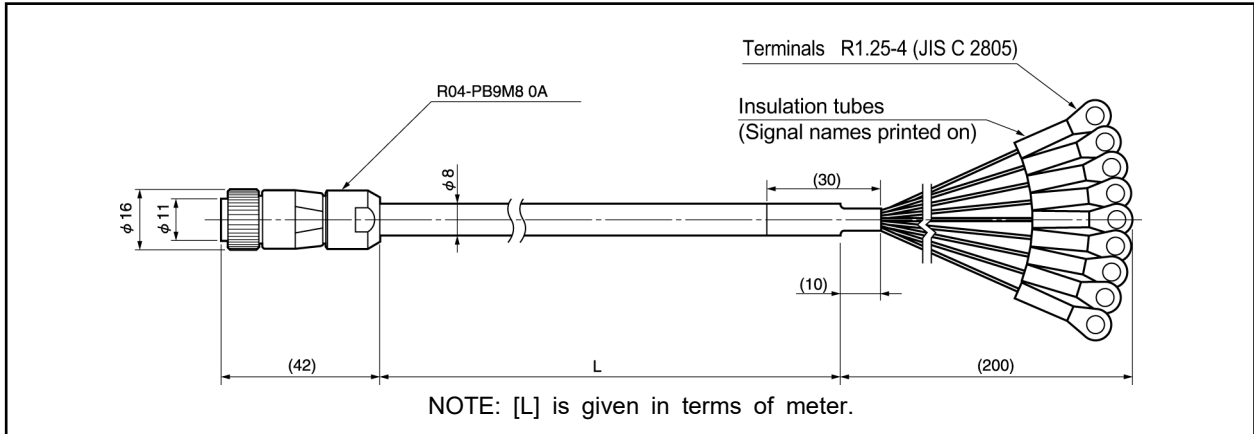 Terminals R1.25-4 (JIS C 2805)
R04-PB9M8 0A
Insulation tubes
(Signal names printed on)
φ16
φ11
φ8
(30)
(10)
(42)
L
(200)
NOTE: [L] is given in terms of meter.